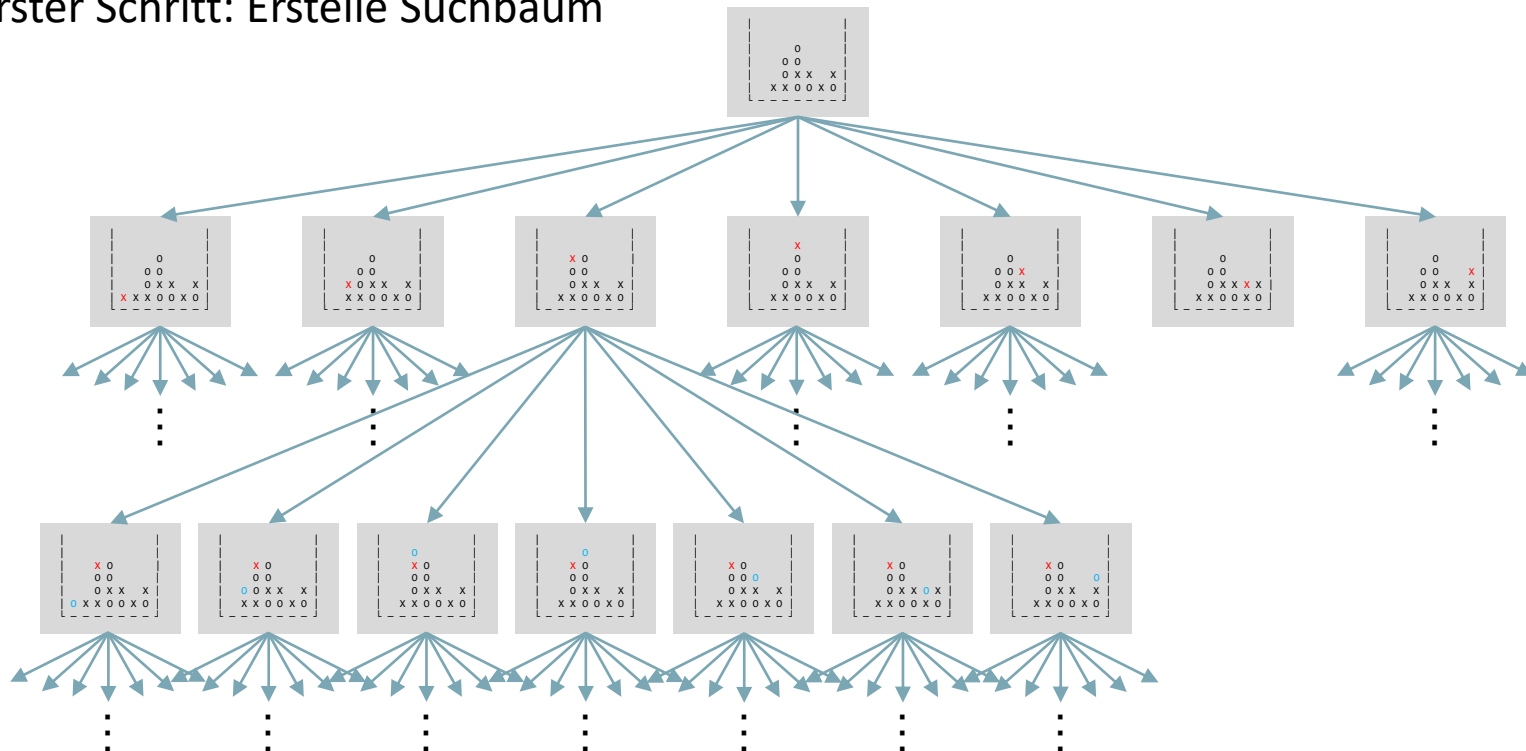 rster Schritt: Erstelle Suchbaum
o
o o
o x x x
x x o o x o
o
o o
o x x x
x x x o o x o
o
o o
x o x x x
x x o o x o
x o
o o
o x x x
x x o o x o
x
o
o o
o x x x
x x o o x o
o
o o x
o x x x
x x o o x o
o
o o
o x x x x
x x o o x o
o
o o x
o x x x
x x o o x o
x o
o o
o x x x
o x x o o x o
x o
o o
o o x x x
x x o o x o
o
x o
o o
o x x x
x x o o x o
o
x o
o o
o x x x
x x o o x o
x o
o o o
o x x x
x x o o x o
x o
o o
o x x o x
x x o o x o
x o
o o o
o x x x
x x o o x o